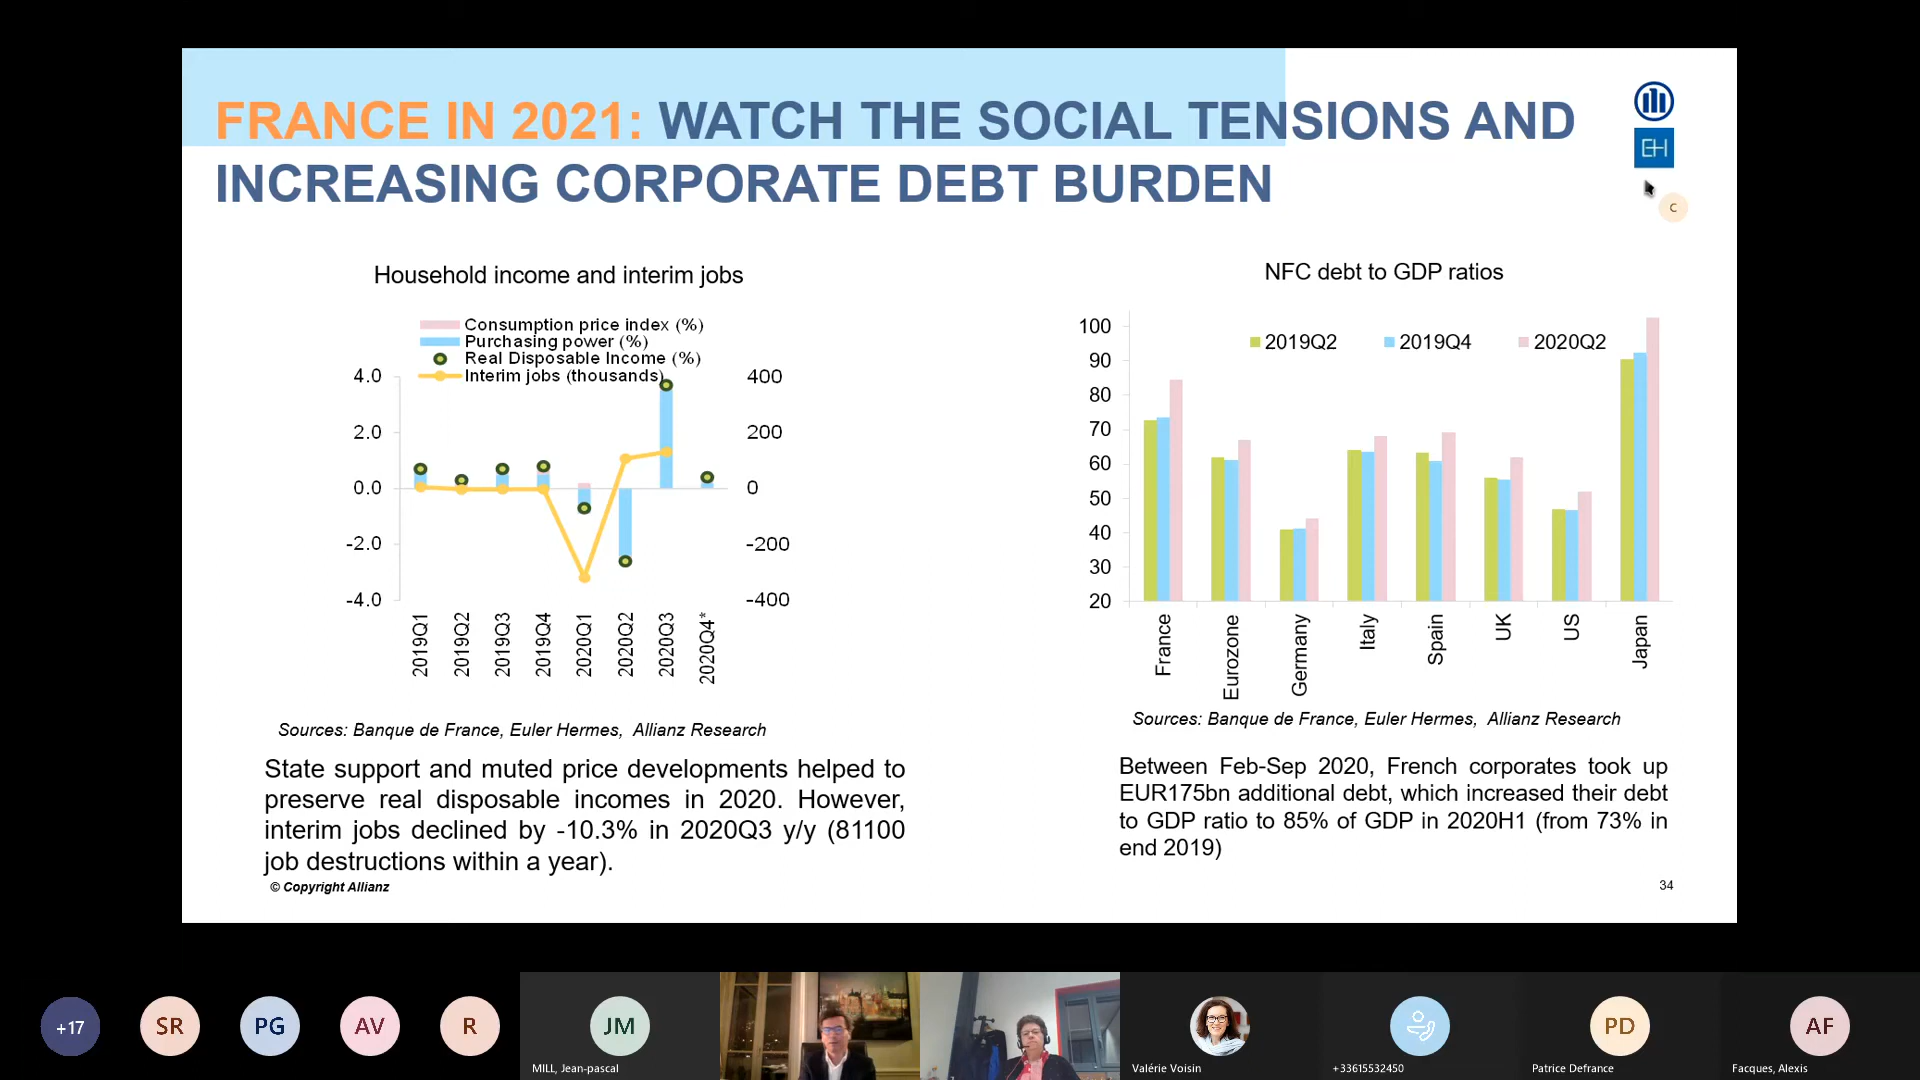 FRANCE IN 2021: WATCH THE SOCIAL TENSIONS AND
INCREASING CORPORATE DEBT BURDEN
EH
C
Household income and interim jobs
Consumption price index (%)
Purchasing power (%)
Real Disposable Income (%)
Interim jobs (thousands)
4.0
2.0
0.0
-2.0
-4.0
400
200
0
-200
-400
2019Q1
2019Q2
2019Q3
2019Q4
2020Q1
2020Q2
2020Q3
2020Q4*
Sources: Banque de France, Euler Hermes, Allianz Research
State support and muted price developments helped to
preserve real disposable incomes in 2020. However,
interim jobs declined by -10.3% in 2020Q3 y/y (81100
job destructions within a year).
© Copyright Allianz
NFC debt to GDP ratios
2019Q2 2019Q4 2020Q2
100
90
80
70
60
50
40
30
20
France
Eurozone
Germany
Italy
Spain
UK
US
Japan
Sources: Banque de France, Euler Hermes, Allianz Research
Between Feb-Sep 2020, French corporates took up
EUR175bn additional debt, which increased their debt
to GDP ratio to 85% of GDP in 2020H1 (from 73% in
end 2019)
34
+17
SR
PG
AV
R
JM
MILL, Jean-pascal
Valérie Voisin
+33615532450
PD
Patrice Defrance
AF
Facques, Alexis